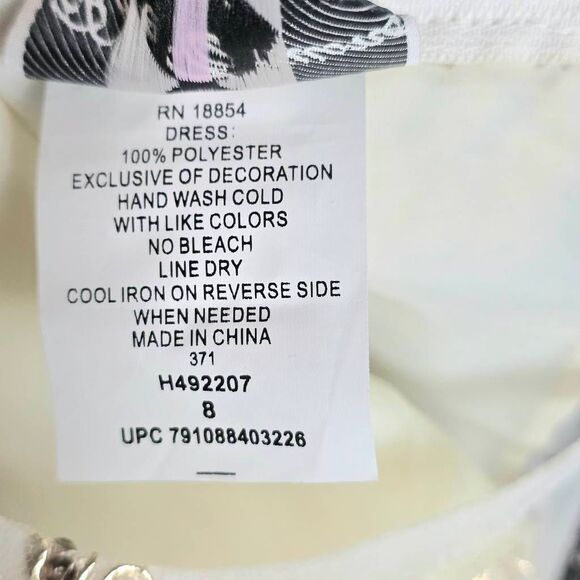 RN 18854
DRESS:
100% POLYESTER
EXCLUSIVE OF DECORATION
HAND WASH COLD
WITH LIKE COLORS
NO BLEACH
LINE DRY
COOL IRON ON REVERSE SIDE
WHEN NEEDED
MADE IN CHINA
371
H492207
8
UPC 791088403226